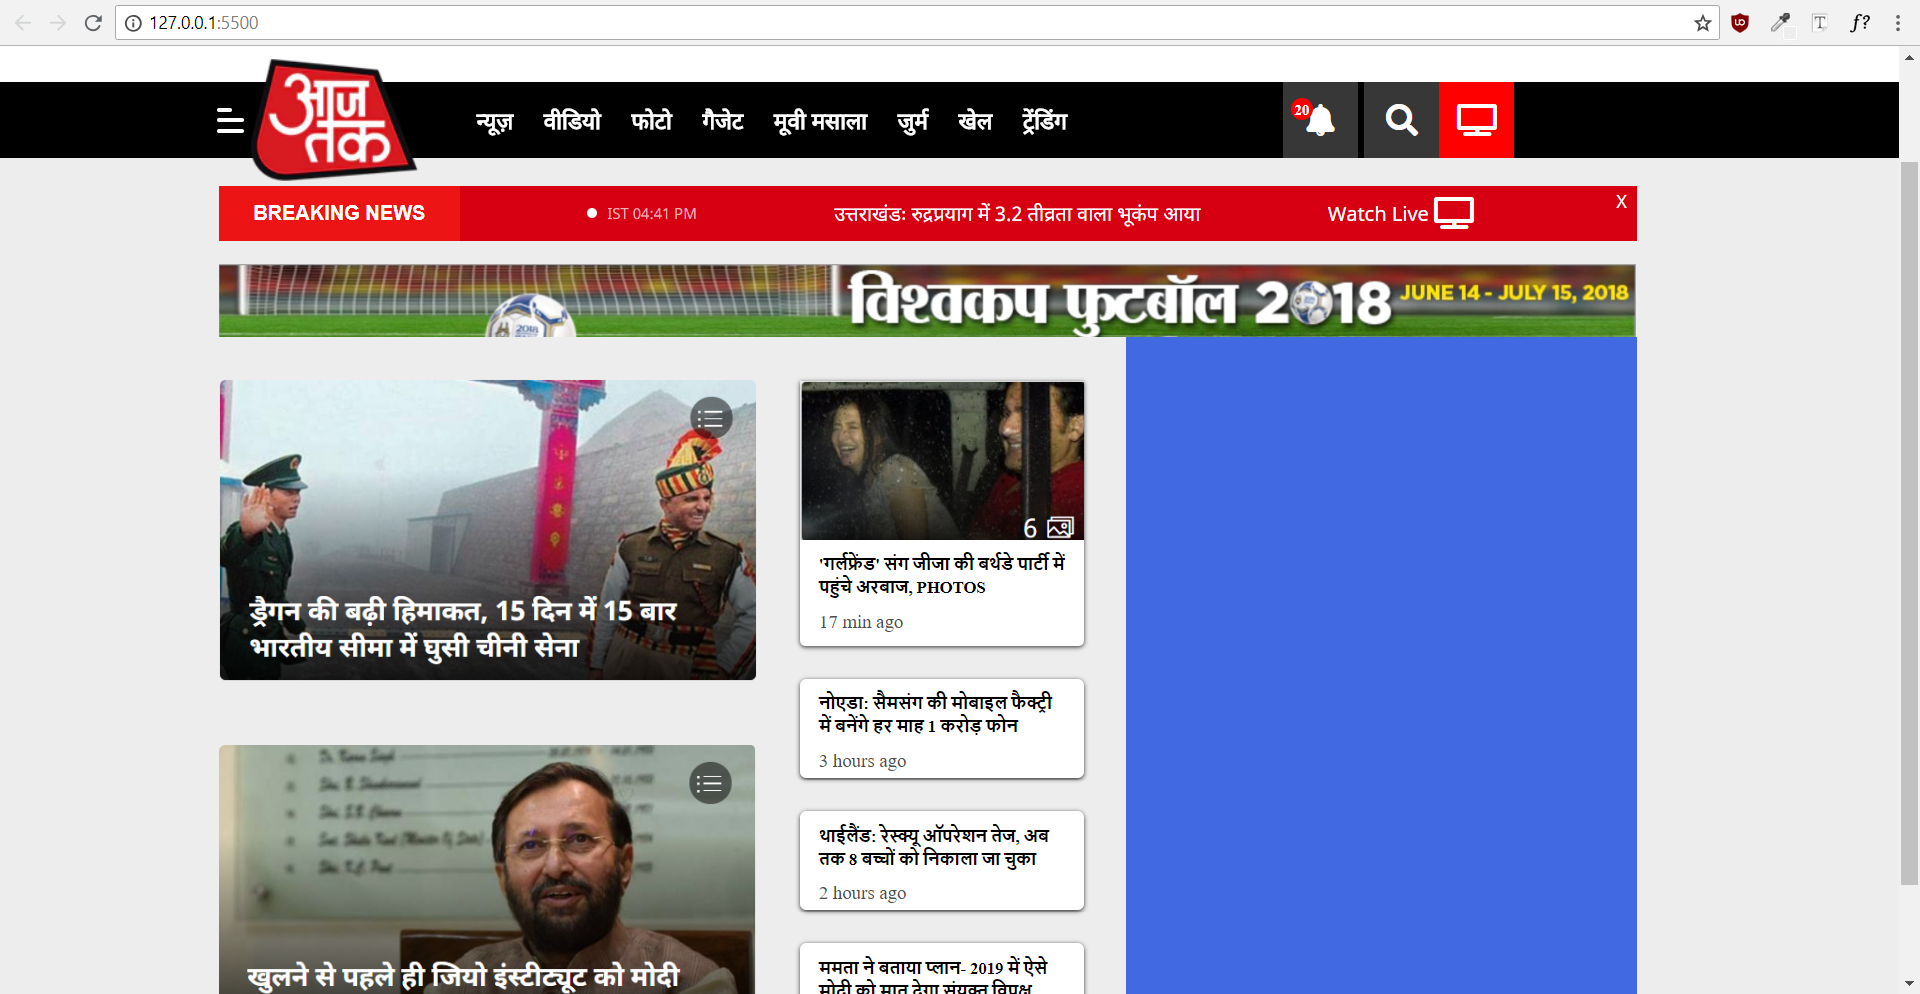 127.0.0.1:5500
आज तक
न्यूज़ वीडियो फोटो गैजेट मूवी मसाला जुर्म खेल ट्रेंडिंग
20
BREAKING NEWS
IST 04:41 PM
उत्तराखंडः रुद्रप्रयाग में 3.2 तीव्रता वाला भूकंप आया
Watch Live
X
विश्वकप फुटबॉल 2018
JUNE 14 - JULY 15, 2018
2018
ड्रैगन की बढ़ी हिमाकत, 15 दिन में 15 बार
भारतीय सीमा में घुसी चीनी सेना
खुलने से पहले ही जियो इंस्टीट्यूट को मोदी
6
'गर्लफ्रेंड' संग जीजा की बर्थडे पार्टी में
पहुंचे अरबाज, PHOTOS
17 min ago
नोएडा: सैमसंग की मोबाइल फैक्ट्री
में बनेंगे हर माह 1 करोड़ फोन
3 hours ago
थाईलैंड: रेस्क्यू ऑपरेशन तेज, अब
तक 8 बच्चों को निकाला जा चुका
2 hours ago
ममता ने बताया प्लान- 2019 में ऐसे
मोदी को मात देगा संयुक्त विपक्ष